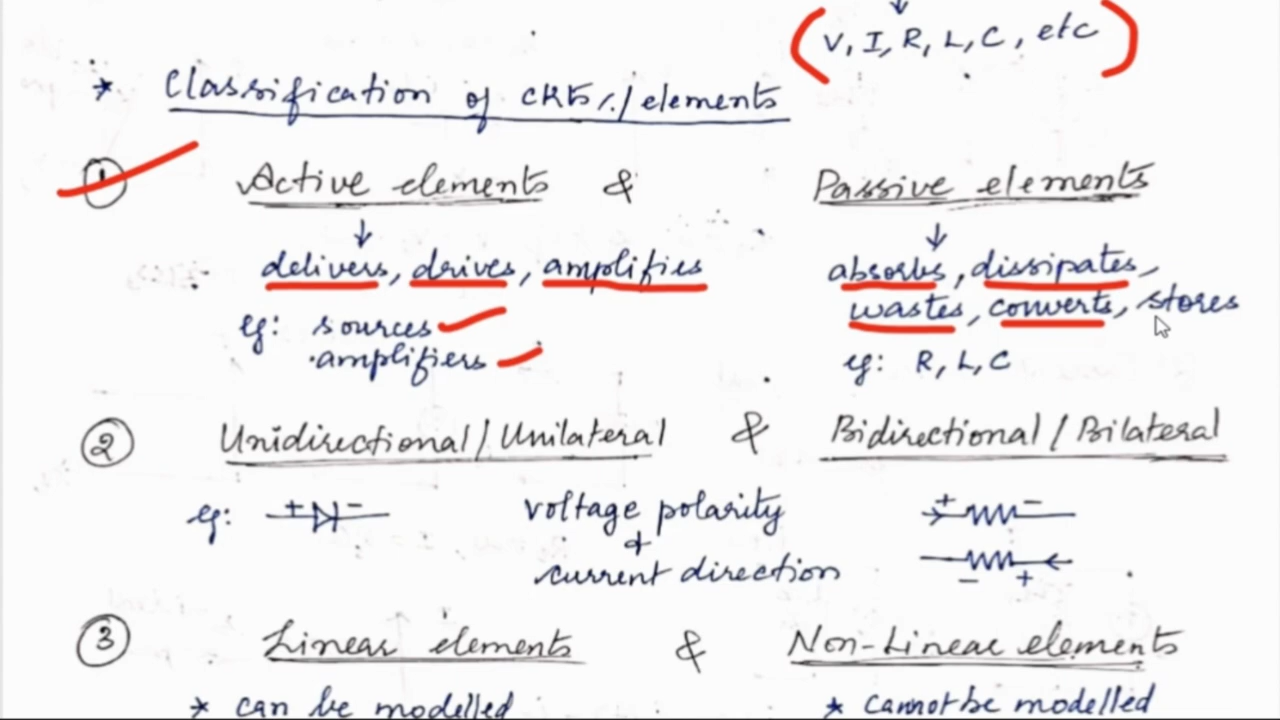 (V, I, R, L, C, etc)
* Classification of CKTs/elements
① Active elements & Passive elements
↓ ↓
delivers, drives, amplifies absorbs, dissipates,
wastes, converts, stores
eg: sources
amplifiers
eg: R, L, C
② Unidirectional/Unilateral & Bidirectional/Bilateral
eg: + - voltage polarity + -
&
current direction - +
③ Linear elements & Non-Linear elements
* can be modelled * cannot be modelled